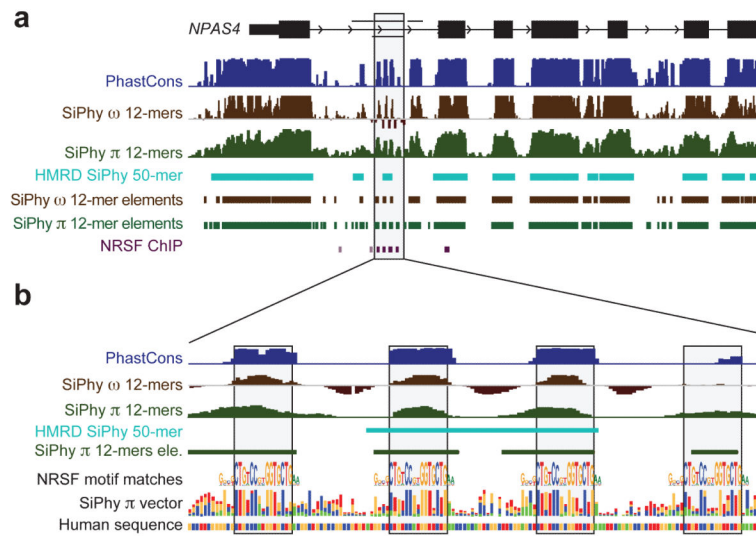 a
NPAS4
PhastCons
SiPhy ω 12-mers
SiPhy π 12-mers
HMRD SiPhy 50-mer
SiPhy ω 12-mer elements
SiPhy π 12-mer elements
NRSF ChIP
b
PhastCons
SiPhy ω 12-mers
SiPhy π 12-mers
HMRD SiPhy 50-mer
SiPhy π 12-mers ele.
NRSF motif matches
SiPhy π vector
Human sequence